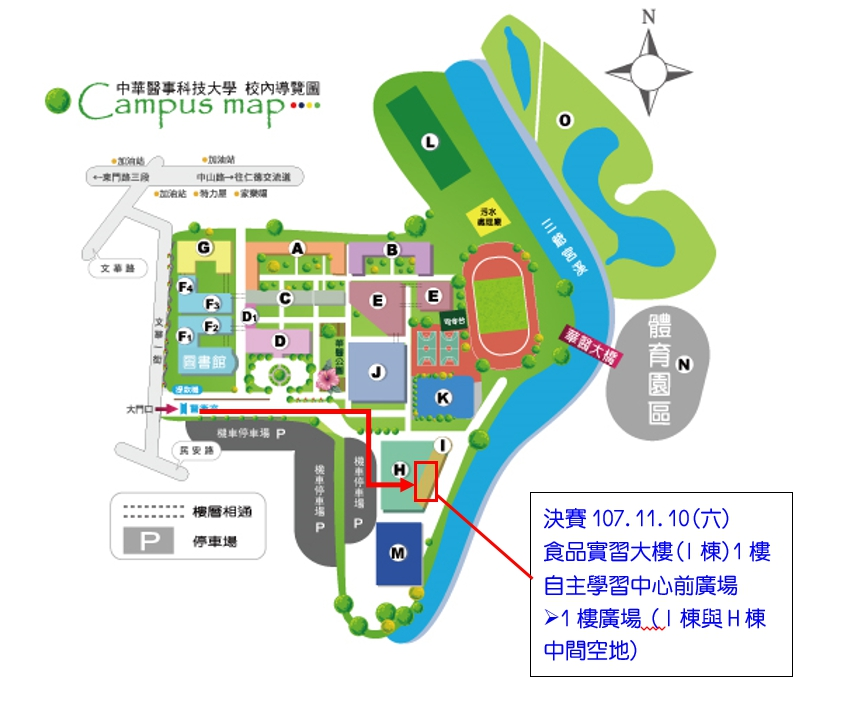 N
中華醫事科技大學 校內導覽圖
Campus map
加油站
加油站
←東門路三段
中山路→往仁德交流道
加油站
特力屋
家樂福
文華路
文華一街
大門口
民安路
L
O
污水處理廠
三爺宮溪
G
A
B
F4
F3
F2
F1
C
D1
D
E
E
司令台
圖書館
華醫公園
J
K
華醫大橋
體育園區
N
機車停車場 P
機車停車場 P
機車停車場 P
H
I
M
樓層相通
P 停車場
決賽 107.11.10(六)
食品實習大樓(I 棟)1 樓
自主學習中心前廣場
➢1 樓廣場 (I 棟與 H 棟
中間空地)